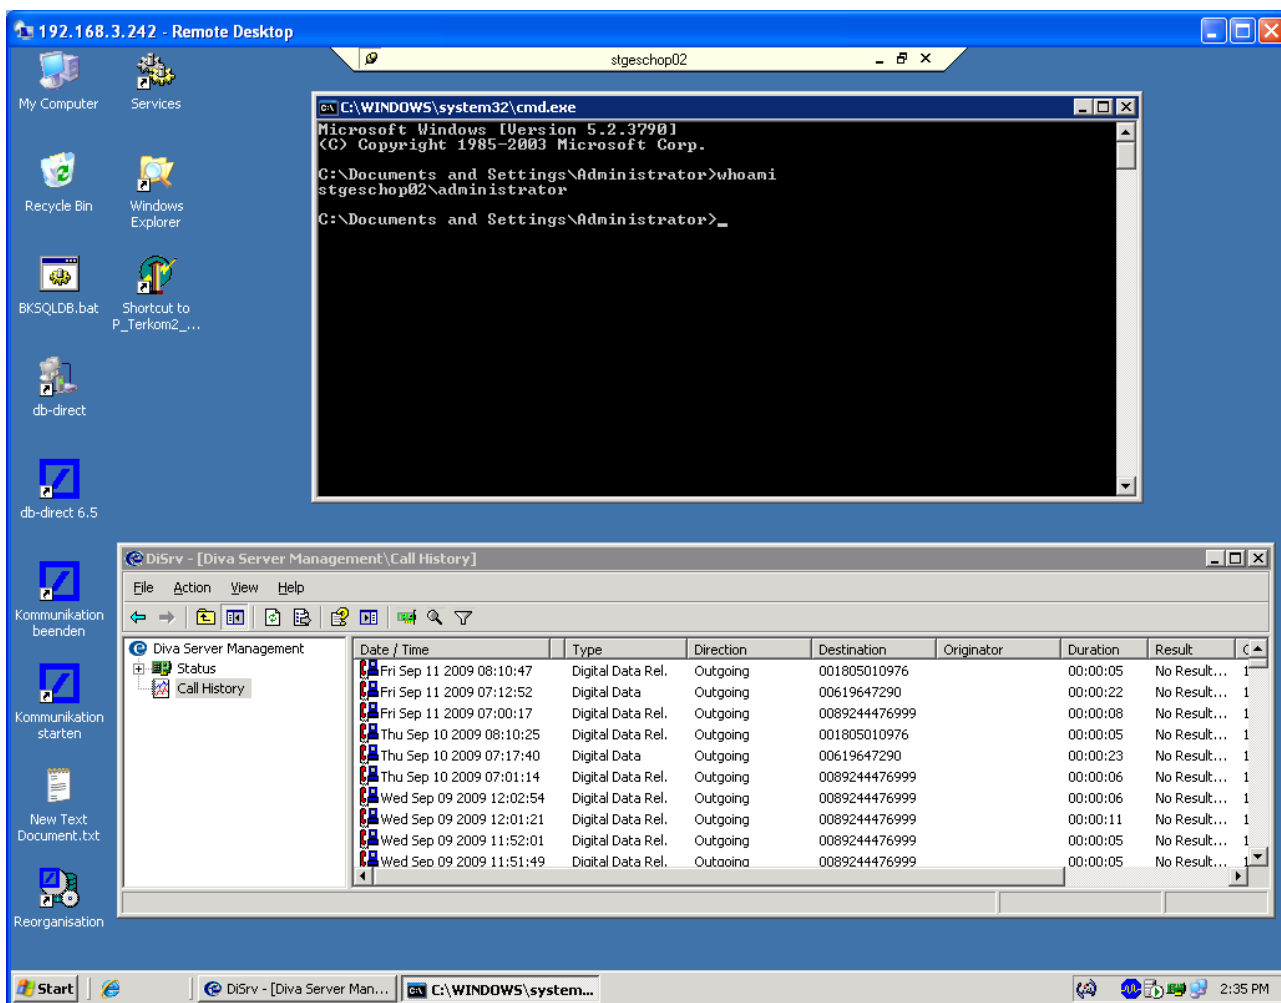 192.168.3.242 - Remote Desktop
stgeschop02
My Computer
Services
Recycle Bin
Windows
Explorer
BKSQLDB.bat
Shortcut to
P_Terkom2_...
db-direct
db-direct 6.5
Kommunikation
beenden
Kommunikation
starten
New Text
Document.txt
Reorganisation
C:\WINDOWS\system32\cmd.exe
Microsoft Windows [Version 5.2.3790]
(C) Copyright 1985-2003 Microsoft Corp.
C:\Documents and Settings\Administrator>whoami
stgeschop02\administrator
C:\Documents and Settings\Administrator>_
DiSrv - [Diva Server Management\Call History]
File Action View Help
Diva Server Management
Status
Call History
Date / Time Type Direction Destination Originator Duration Result
Fri Sep 11 2009 08:10:47 Digital Data Rel. Outgoing 001805010976 00:00:05 No Result... 1
Fri Sep 11 2009 07:12:52 Digital Data Outgoing 00619647290 00:00:22 No Result... 1
Fri Sep 11 2009 07:00:17 Digital Data Rel. Outgoing 0089244476999 00:00:08 No Result... 1
Thu Sep 10 2009 08:10:25 Digital Data Rel. Outgoing 001805010976 00:00:05 No Result... 1
Thu Sep 10 2009 07:17:40 Digital Data Outgoing 00619647290 00:00:23 No Result... 1
Thu Sep 10 2009 07:01:14 Digital Data Rel. Outgoing 0089244476999 00:00:06 No Result... 1
Wed Sep 09 2009 12:02:54 Digital Data Rel. Outgoing 0089244476999 00:00:06 No Result... 1
Wed Sep 09 2009 12:01:21 Digital Data Rel. Outgoing 0089244476999 00:00:11 No Result... 1
Wed Sep 09 2009 11:52:01 Digital Data Rel. Outgoing 0089244476999 00:00:05 No Result... 1
Wed Sep 09 2009 11:51:49 Digital Data Rel. Outgoing 0089244476999 00:00:05 No Result... 1
Start
DiSrv - [Diva Server Man...
C:\WINDOWS\system...
2:35 PM